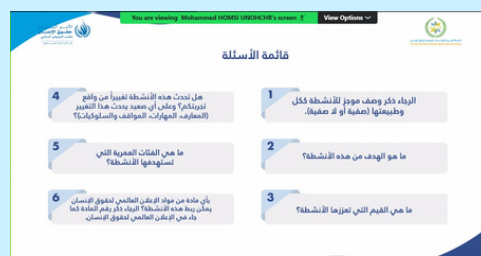 You are viewing Mohammed HOMSI UNOHCHR's screen
View Options
قائمة الأسئلة
1
الرجاء ذكر وصف موجز للأنشطة ككل
وطبيعتها (صفية أو لا صفية).
2
ما هو الهدف من هذه الأنشطة؟
3
ما هي القيم التي تعززها الأنشطة؟
4
هل تحدث هذه الأنشطة تغييراً من واقع
تجربتكم؟ وعلى أي صعيد يحدث هذا التغيير
(المعارف، المهارات، المواقف والسلوكيات)؟
5
ما هي الفئات العمرية التي
تستهدفها الأنشطة؟
6
بأي مادة من مواد الإعلان العالمي لحقوق الإنسان
يمكن ربط هذه الأنشطة؟ الرجاء ذكر رقم المادة كما
جاء في الإعلان العالمي لحقوق الإنسان.